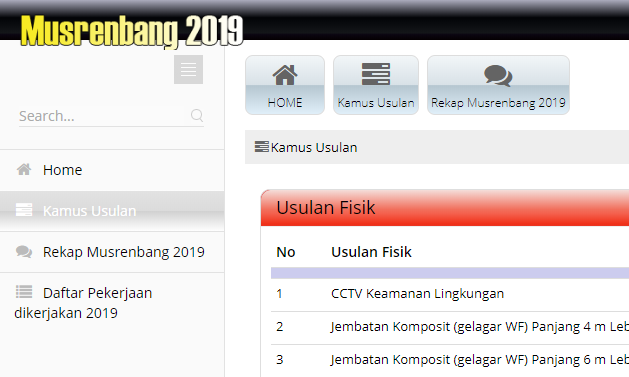 Musrenbang 2019
Search...
Home
Kamus Usulan
Rekap Musrenbang 2019
Daftar Pekerjaan
dikerjakan 2019
HOME
Kamus Usulan
Rekap Musrenbang 2019
Kamus Usulan
Usulan Fisik
No Usulan Fisik
1 CCTV Keamanan Lingkungan
2 Jembatan Komposit (gelagar WF) Panjang 4 m Leb
3 Jembatan Komposit (gelagar WF) Panjang 6 m Leb